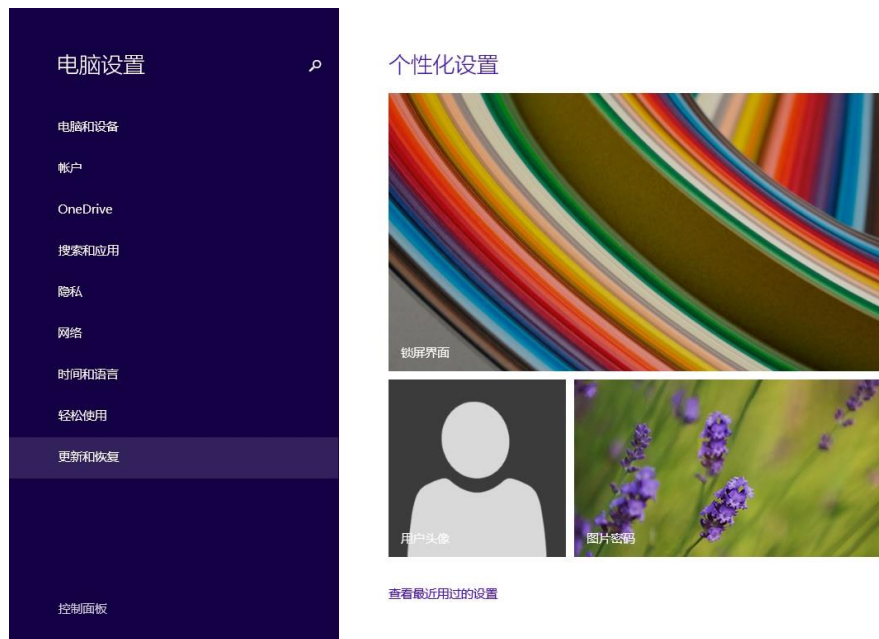 电脑设置
电脑和设备
帐户
OneDrive
搜索和应用
隐私
网络
时间和语言
轻松使用
更新和恢复
控制面板
个性化设置
锁屏界面
用户头像
图片密码
查看最近用过的设置